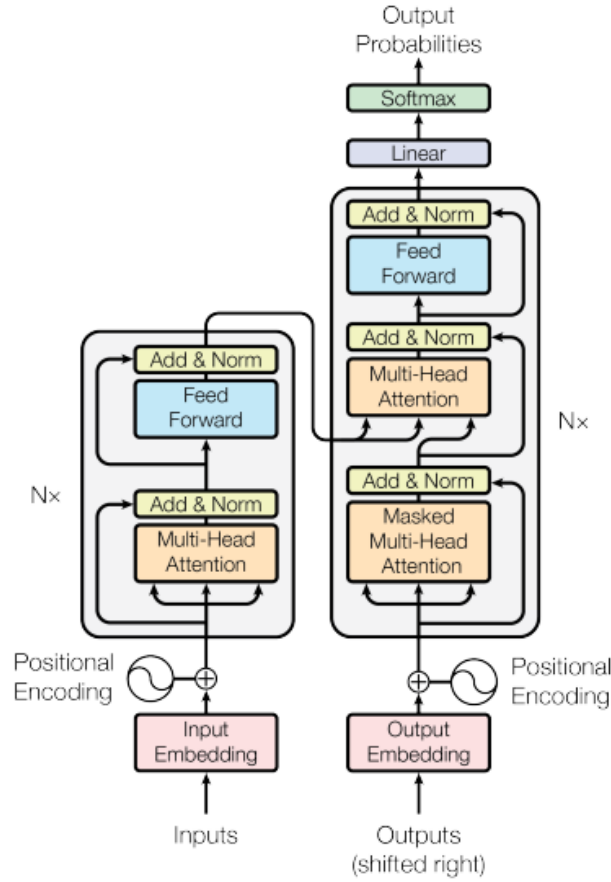 Output
Probabilities
Softmax
Linear
Add & Norm
Feed
Forward
Add & Norm
Multi-Head
Attention
Add & Norm
Masked
Multi-Head
Attention
N×
Add & Norm
Feed
Forward
Add & Norm
Multi-Head
Attention
N×
Positional
Encoding
Positional
Encoding
Input
Embedding
Output
Embedding
Inputs
Outputs
(shifted right)